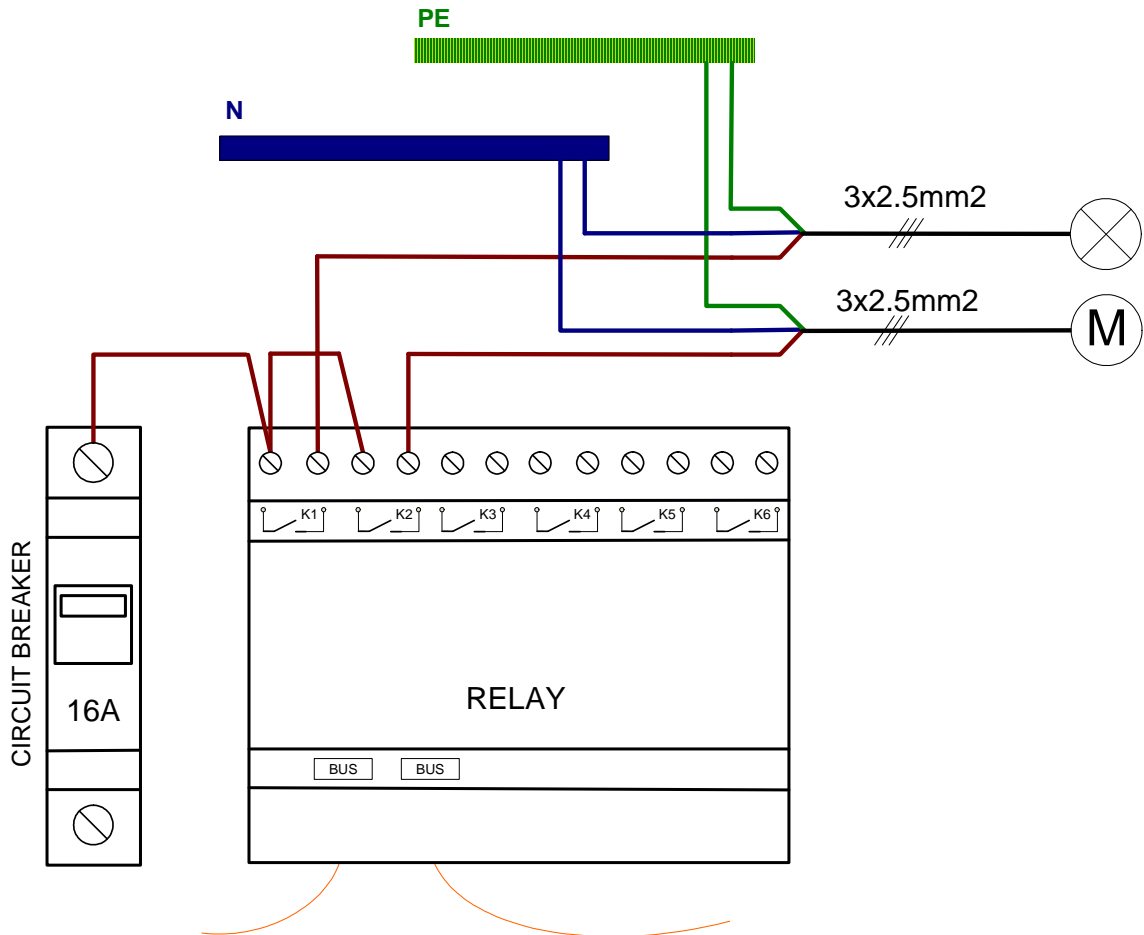 PE
N
3x2.5mm2
3x2.5mm2
M
K1 K2 K3 K4 K5 K6
CIRCUIT BREAKER
16A
RELAY
BUS BUS